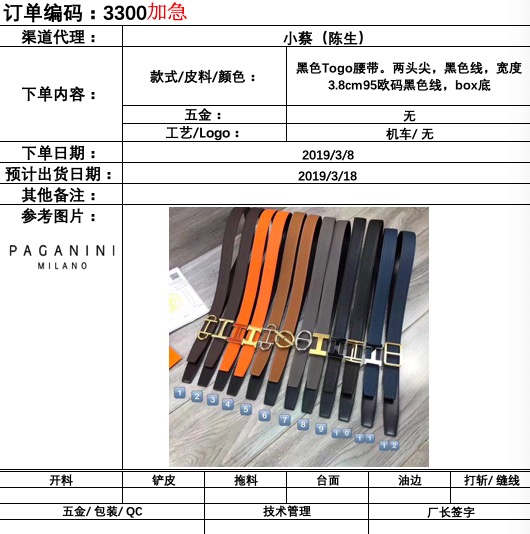 订单编码：3300加急
渠道代理： 小蔡（陈生）
下单内容： 款式/皮料/颜色： 黑色Togo腰带。两头尖，黑色线，宽度
3.8cm95欧码黑色线，box底
五金： 无
工艺/Logo： 机车/ 无
下单日期： 2019/3/8
预计出货日期： 2019/3/18
其他备注：
参考图片：
PAGANINI
MILANO
1 2 3 4 5 6 7 8 9 10 11 12
开料 铲皮 拖料 台面 油边 打斩/ 缝线
五金/ 包装/ QC 技术管理 厂长签字